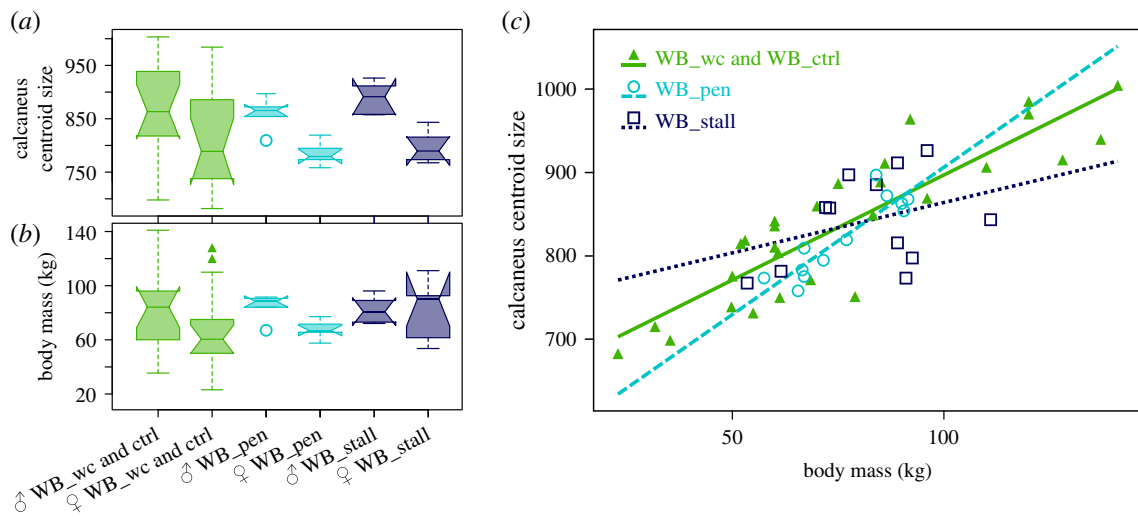 (a)
calcaneus
centroid size
950
850
750
(b)
body mass (kg)
140
100
60
20
♂ WB_wc and ctrl
♀ WB_wc and ctrl
♂ WB_pen
♀ WB_pen
♂ WB_stall
♀ WB_stall
(c)
calcaneus centroid size
1000
900
800
700
WB_wc and WB_ctrl
WB_pen
WB_stall
50
100
body mass (kg)